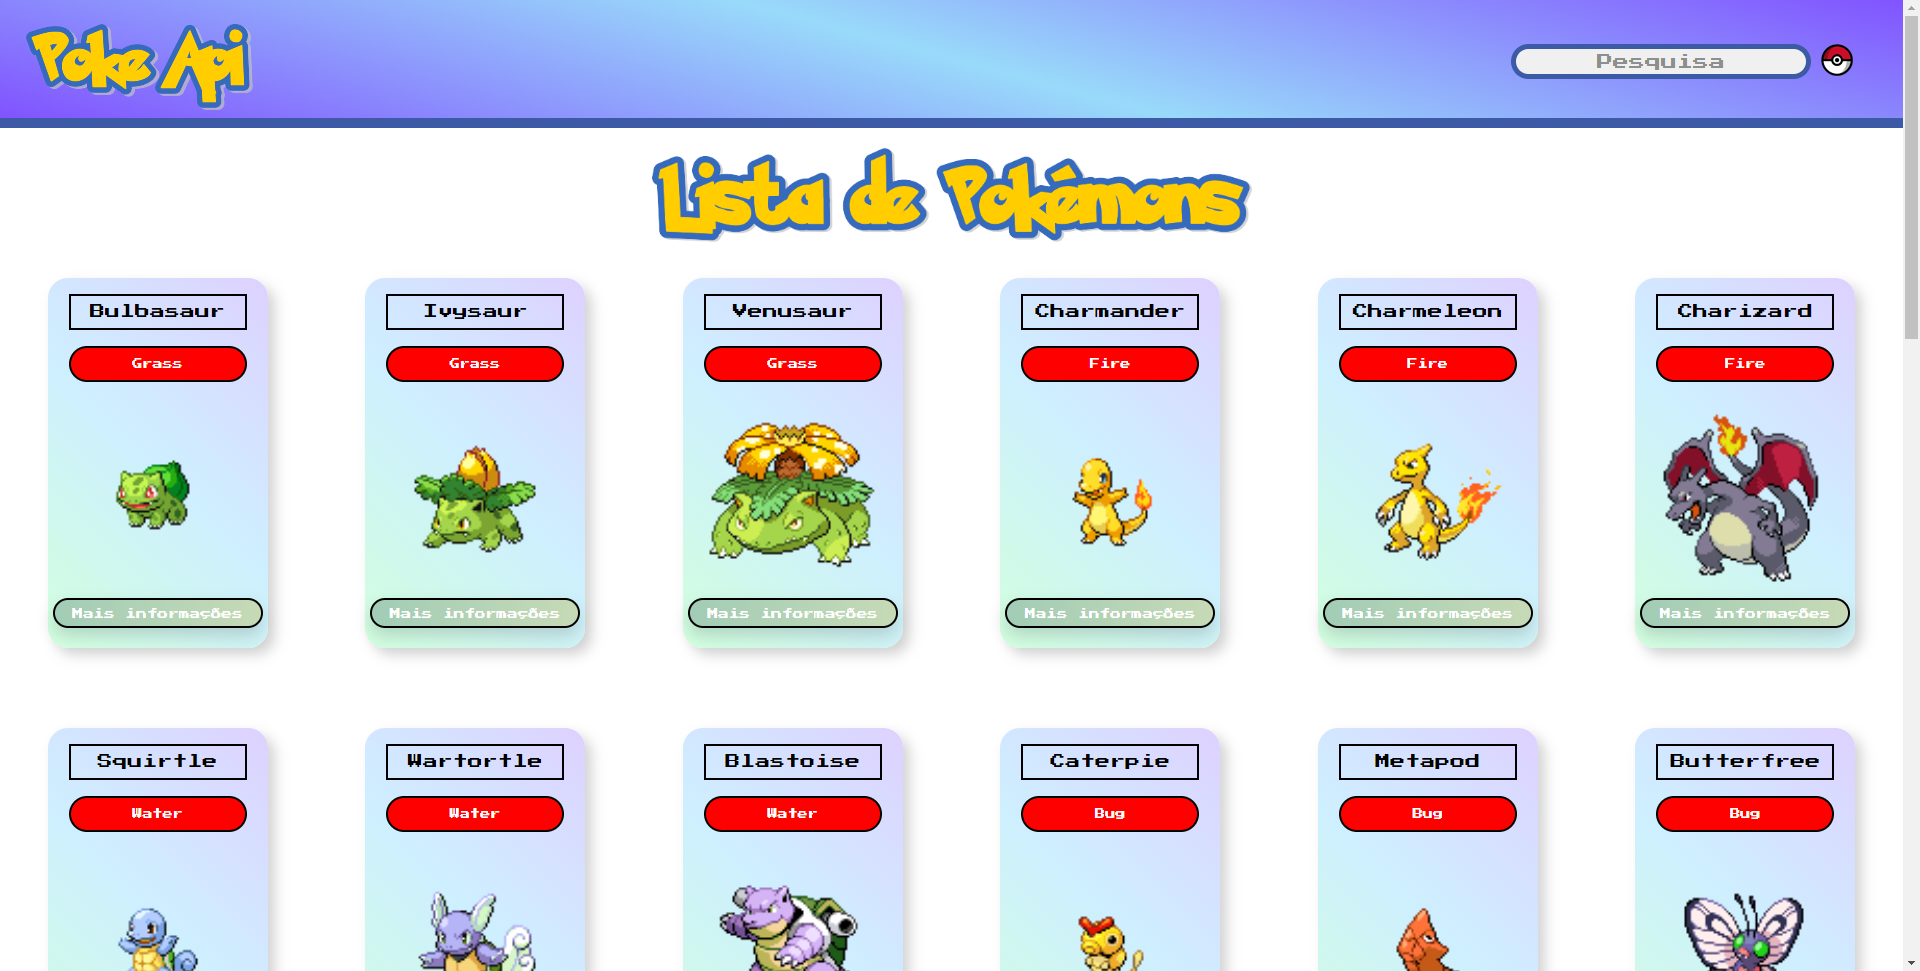 Poke Api
Pesquisa
Lista de Pokémons
Bulbasaur
Grass
Mais informações
Ivysaur
Grass
Mais informações
Venusaur
Grass
Mais informações
Charmander
Fire
Mais informações
Charmeleon
Fire
Mais informações
Charizard
Fire
Mais informações
Squirtle
Water
Wartortle
Water
Blastoise
Water
Caterpie
Bug
Metapod
Bug
Butterfree
Bug